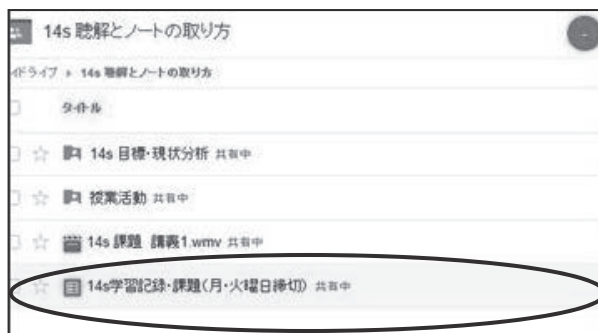 14s 聴解とノートの取り方
イドライブ ▸ 14s 聴解とノートの取り方
タイトル
14s 目標・現状分析 共有中
授業活動 共有中
14s 課題 講義1.wmv 共有中
14s学習記録・課題(月・火曜日締切) 共有中